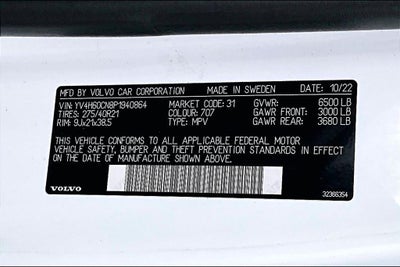 MFD. BY VOLVO CAR CORPORATION MADE IN SWEDEN DATE: 10/22
VIN: YV4H60CN8P1940864 MARKET CODE: 31 GVWR: 6500 LB
TIRES: 275/40R21 COLOUR: 707 GAWR FRONT: 3000 LB
RIM: 9Jx21x38.5 TYPE: MPV GAWR REAR: 3680 LB
THIS VEHICLE CONFORMS TO ALL APPLICABLE FEDERAL MOTOR
VEHICLE SAFETY, BUMPER AND THEFT PREVENTION STANDARDS IN EFFECT
ON THE DATE OF MANUFACTURE SHOWN ABOVE.
VOLVO 32366354